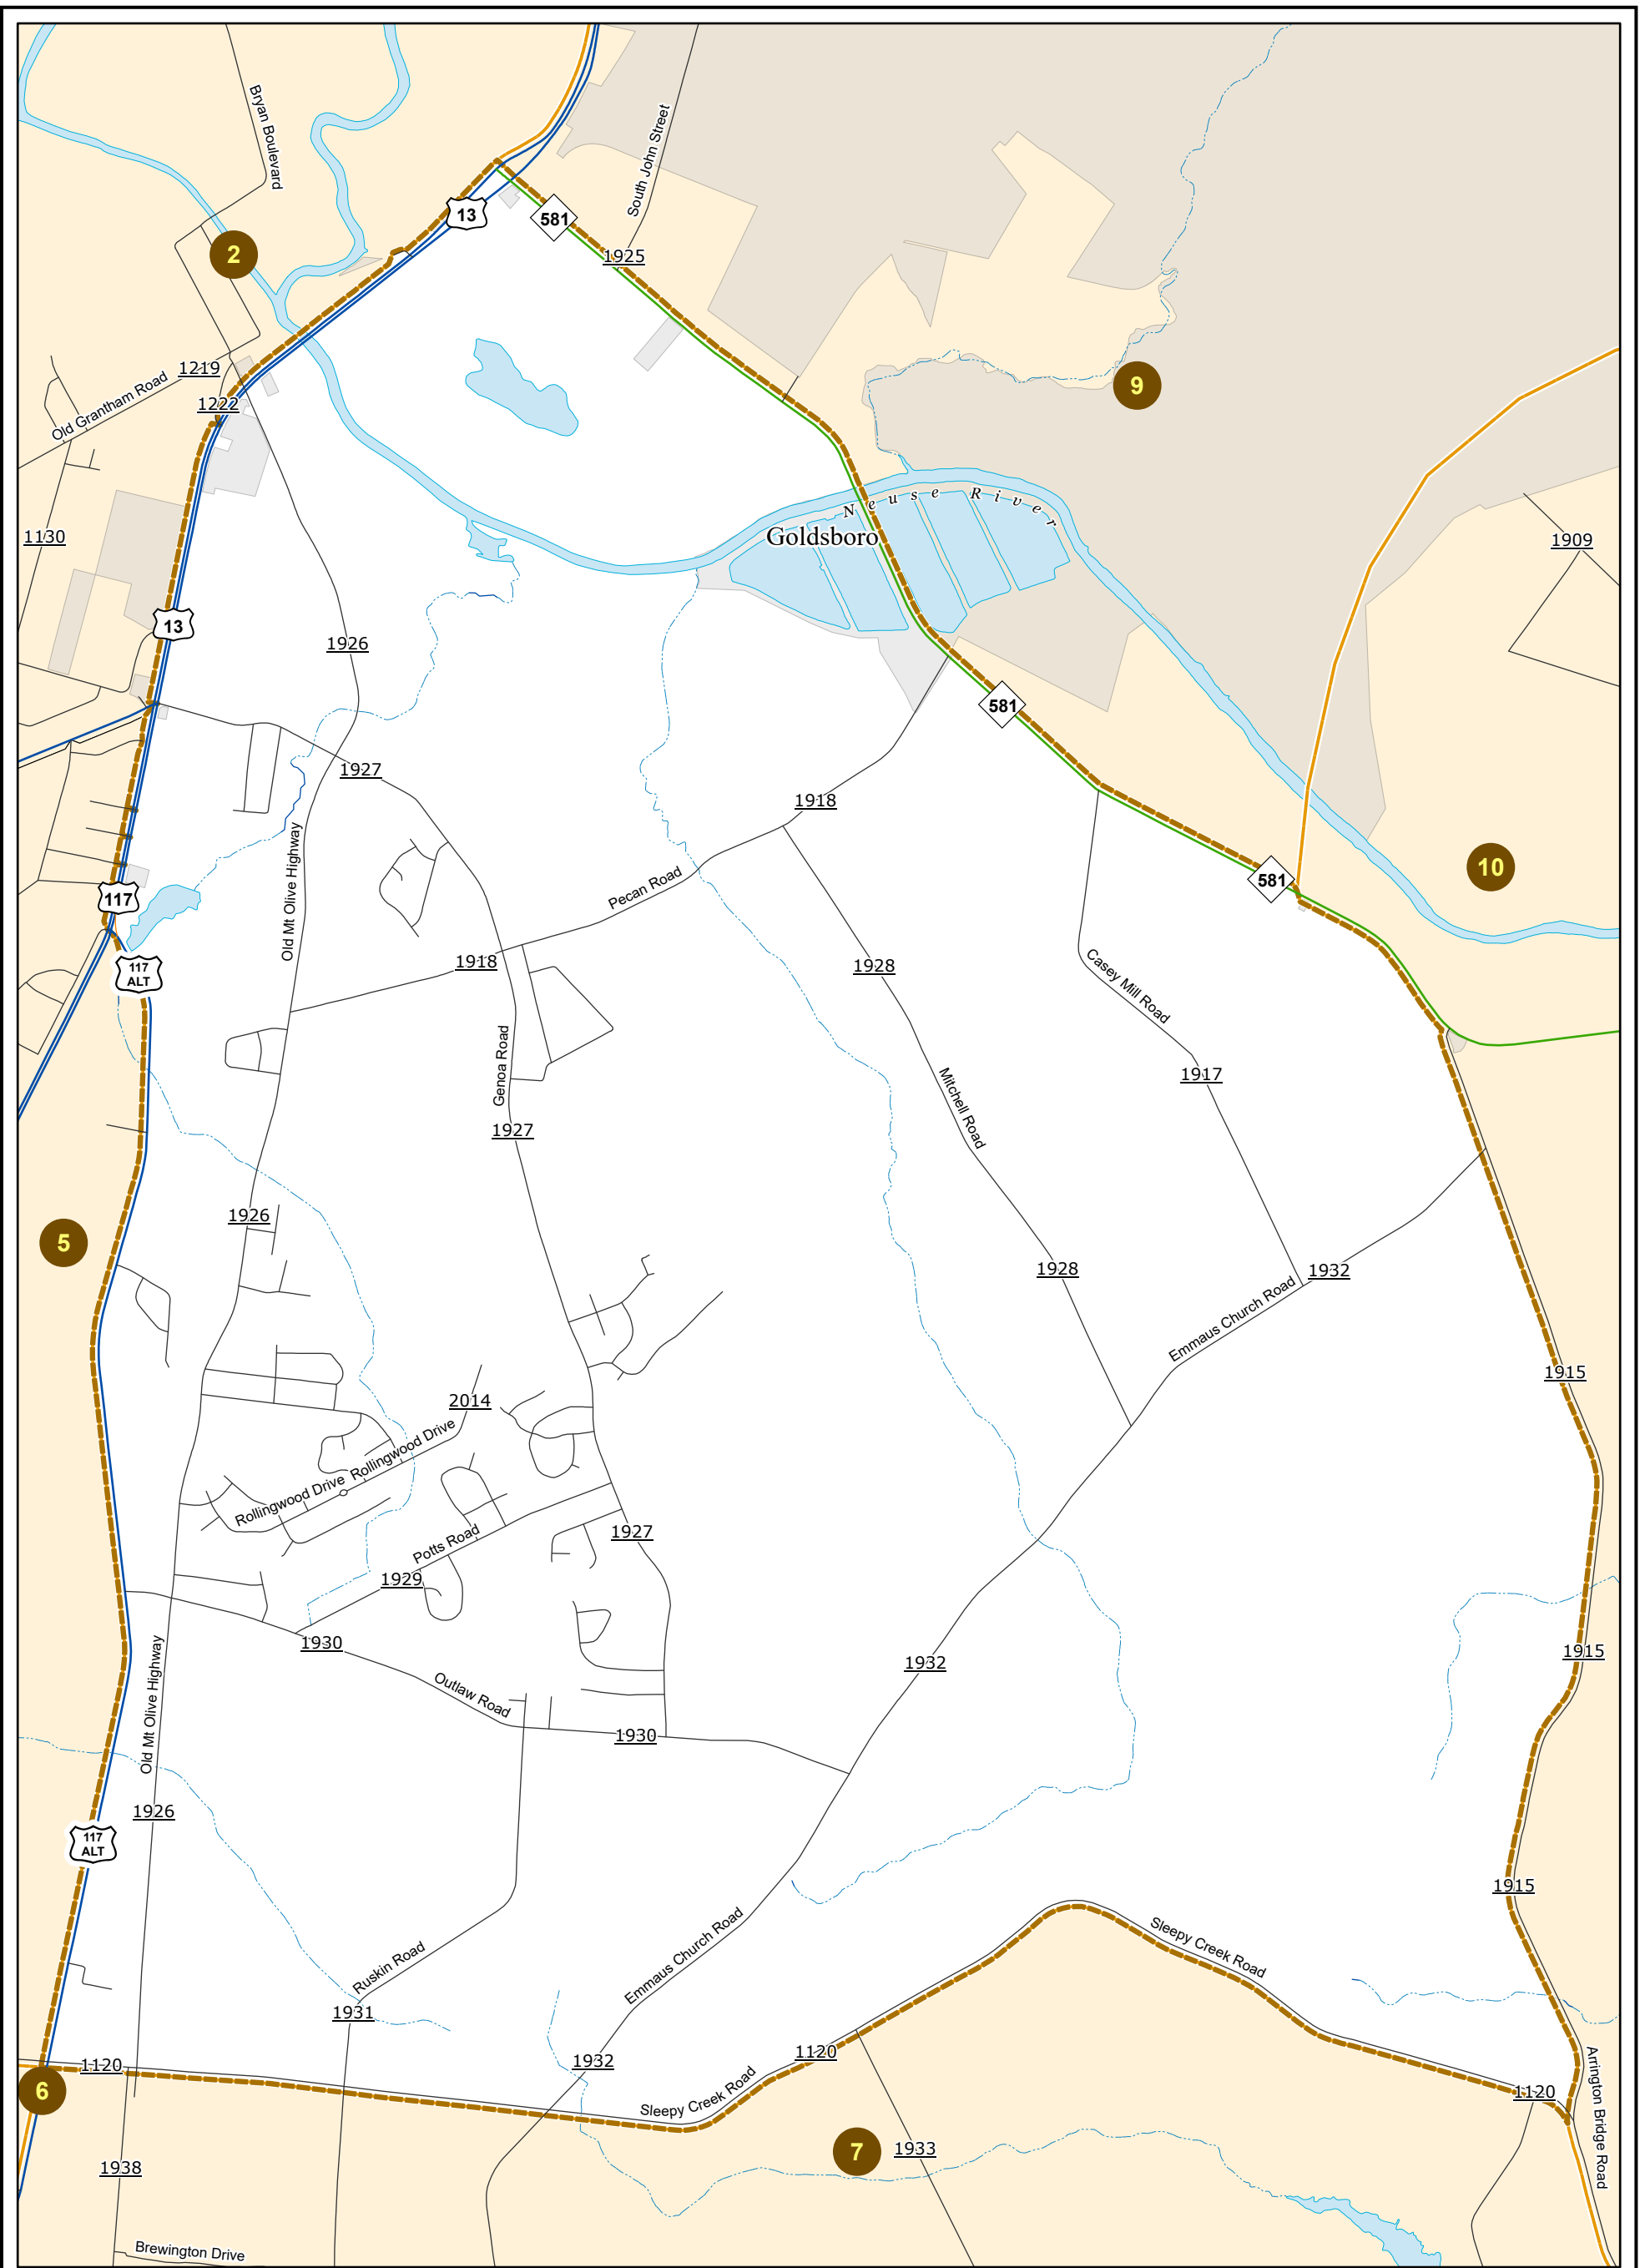 Bryan Boulevard
South John Street
13
581
1925
2
1219
Old Grantham Road
1222
9
Neuse River
Goldsboro
1130
1909
13
1926
581
1927
1918
Old Mt Olive Highway
Pecan Road
10
581
117
1918
1928
117
ALT
Casey Mill Road
Genoa Road
Mitchell Road
1917
1927
1926
5
1928
1932
Emmaus Church Road
1915
2014
Rollingwood Drive
Rollingwood Drive
1927
Potts Road
1929
1930
1932
1915
Old Mt Olive Highway
Outlaw Road
1930
1926
117
ALT
1915
Sleepy Creek Road
Emmaus Church Road
Ruskin Road
1931
1120
1932
1120
6
Sleepy Creek Road
1120
Arrington Bridge Road
7
1933
1938
Brewington Drive